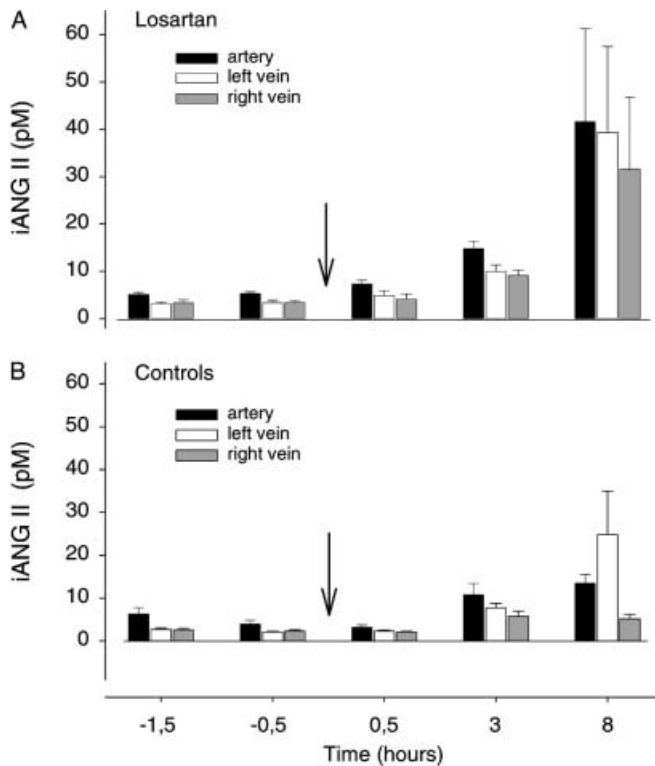 A
Losartan
artery
left vein
right vein
iANG II (pM)
60
50
40
30
20
10
0
B
Controls
artery
left vein
right vein
iANG II (pM)
60
50
40
30
20
10
0
-1,5 -0,5 0,5 3 8
Time (hours)